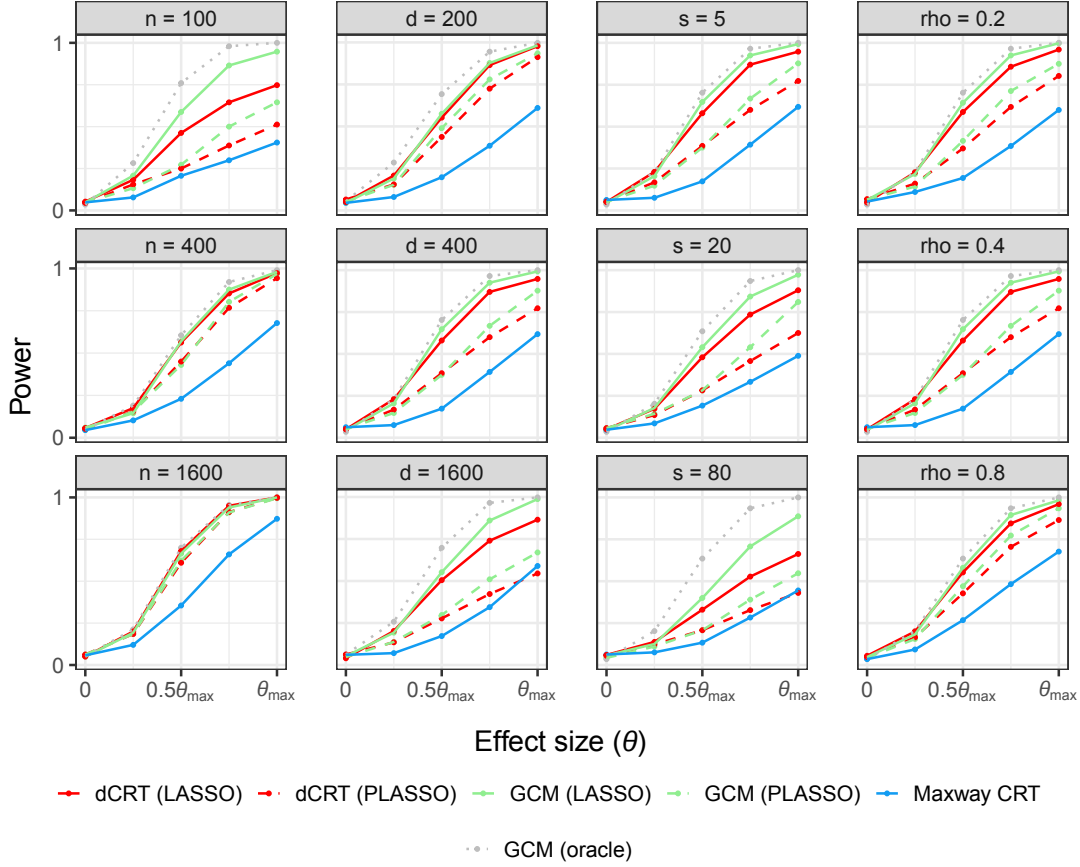 n = 100
d = 200
s = 5
rho = 0.2
1
0
n = 400
d = 400
s = 20
rho = 0.4
1
0
n = 1600
d = 1600
s = 80
rho = 0.8
1
0
0 0.5θmax θmax
0 0.5θmax θmax
0 0.5θmax θmax
0 0.5θmax θmax
Power
Effect size (θ)
dCRT (LASSO)
dCRT (PLASSO)
GCM (LASSO)
GCM (PLASSO)
Maxway CRT
GCM (oracle)